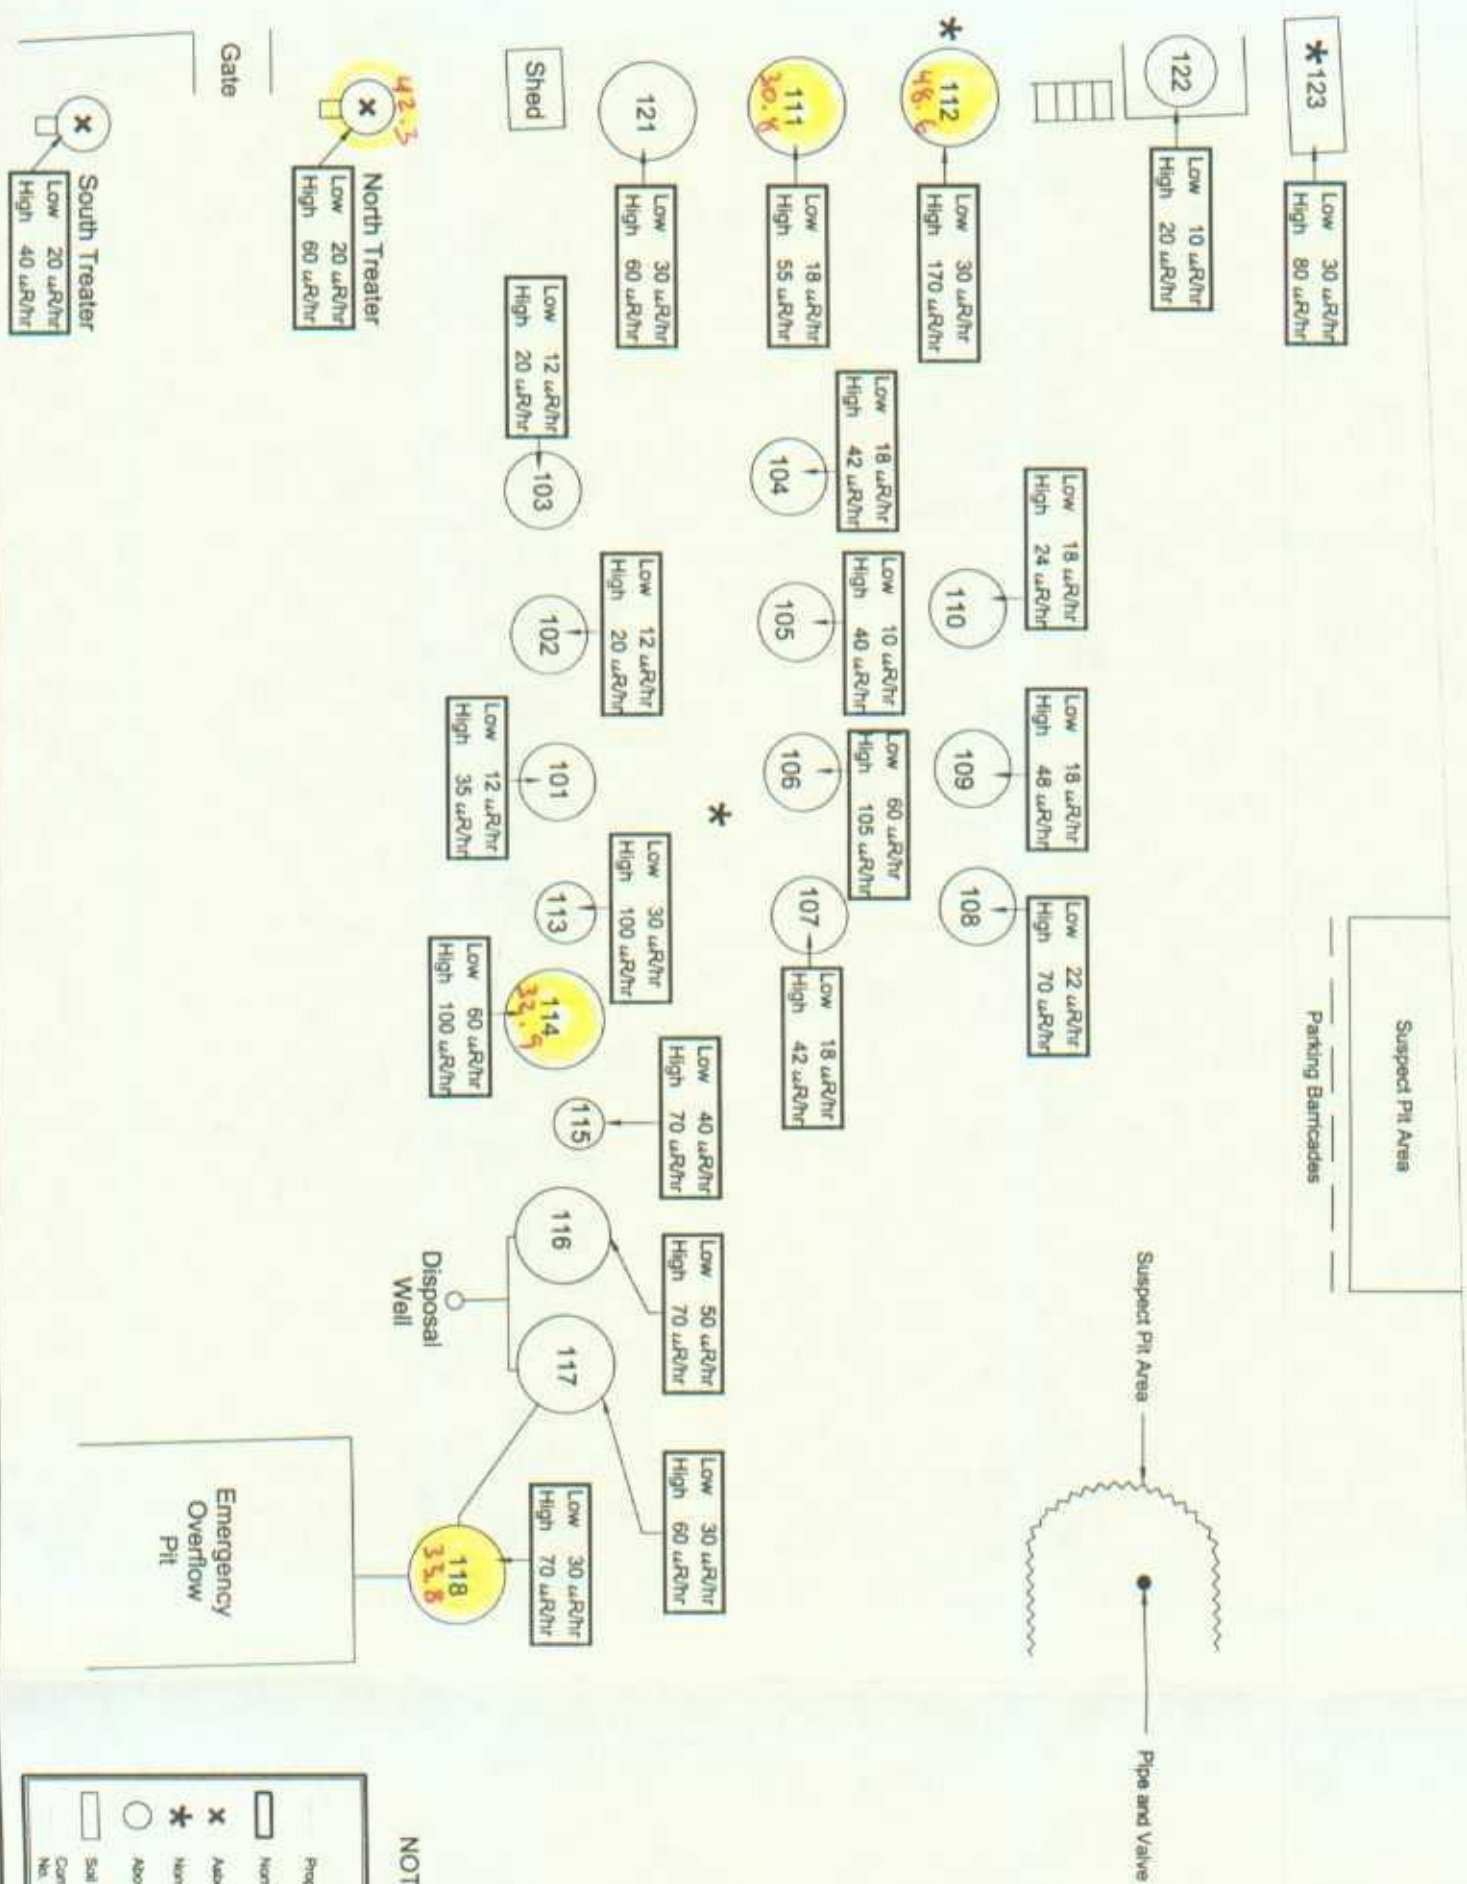 *123
Low 30 uR/hr
High 80 uR/hr
122
Low 10 uR/hr
High 20 uR/hr
*
112
48.6
Low 30 uR/hr
High 170 uR/hr
111
30.8
Low 18 uR/hr
High 55 uR/hr
121
Low 30 uR/hr
High 60 uR/hr
Shed
Gate
42.3
x
North Treater
Low 20 uR/hr
High 60 uR/hr
x
South Treater
Low 20 uR/hr
High 40 uR/hr
Low 12 uR/hr
High 20 uR/hr
103
Low 18 uR/hr
High 42 uR/hr
104
Low 18 uR/hr
High 24 uR/hr
110
Low 10 uR/hr
High 40 uR/hr
105
Low 12 uR/hr
High 20 uR/hr
102
Low 18 uR/hr
High 48 uR/hr
109
Low 60 uR/hr
High 105 uR/hr
106
*
101
Low 12 uR/hr
High 35 uR/hr
Low 22 uR/hr
High 70 uR/hr
108
107
Low 18 uR/hr
High 42 uR/hr
Low 30 uR/hr
High 100 uR/hr
113
114
32.9
Low 60 uR/hr
High 100 uR/hr
Low 40 uR/hr
High 70 uR/hr
115
Low 50 uR/hr
High 70 uR/hr
116
117
Low 30 uR/hr
High 60 uR/hr
Disposal
Well
Low 30 uR/hr
High 70 uR/hr
118
35.8
Emergency
Overflow
Pit
Suspect Pit Area
Parking Barricades
Suspect Pit Area
Pipe and Valve
NOT
Prop
Norm
x Asbe
* Norm
Abo
Soil
Com
No.